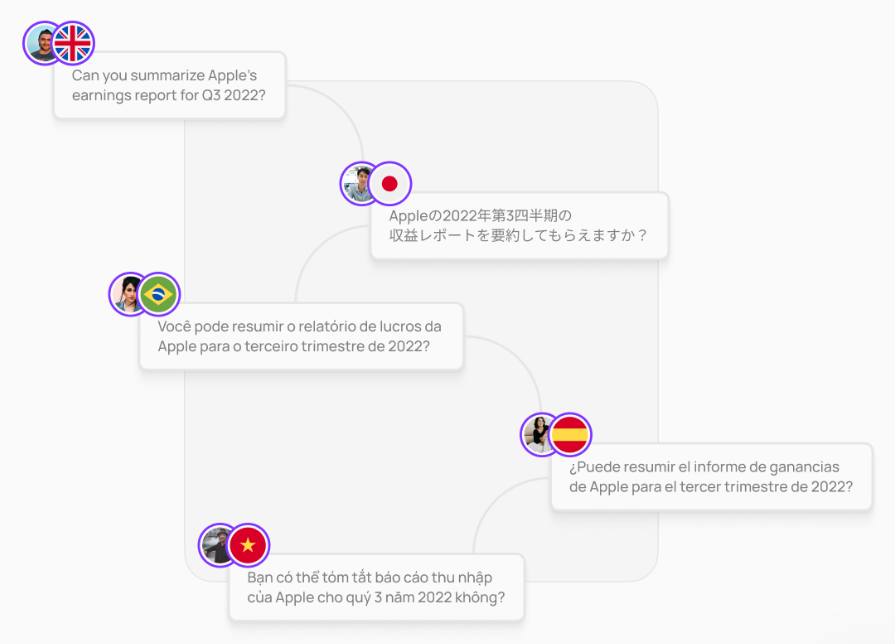 Can you summarize Apple's
earnings report for Q3 2022?
Appleの2022年第3四半期の
収益レポートを要約してもらえますか？
Você pode resumir o relatório de lucros da
Apple para o terceiro trimestre de 2022?
¿Puede resumir el informe de ganancias
de Apple para el tercer trimestre de 2022?
Bạn có thể tóm tắt báo cáo thu nhập
của Apple cho quý 3 năm 2022 không?